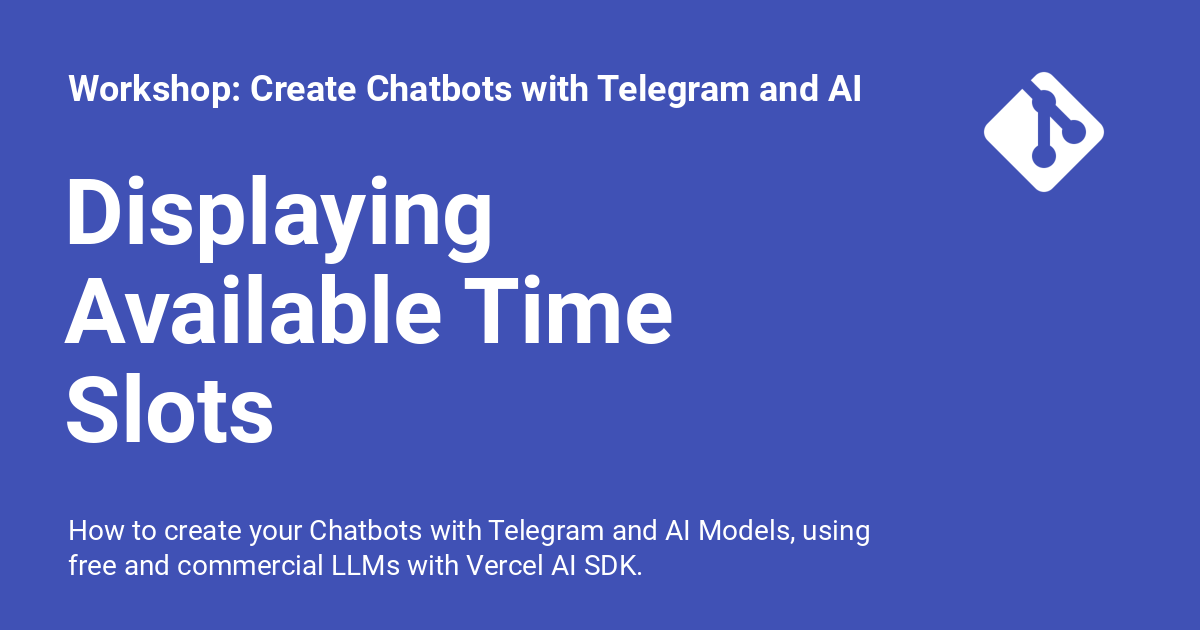 Workshop: Create Chatbots with Telegram and AI
Displaying
Available Time
Slots
How to create your Chatbots with Telegram and AI Models, using
free and commercial LLMs with Vercel AI SDK.